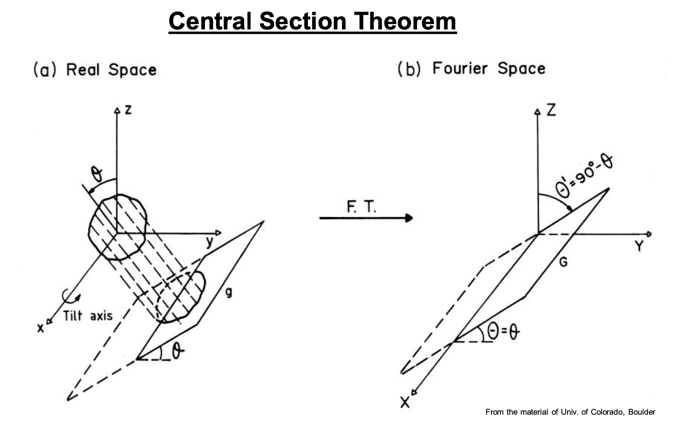 Central Section Theorem
(a) Real Space
(b) Fourier Space
z
θ
y
x
Tilt axis
g
θ
F. T.
Z
Θ'=90°-θ
Y
G
Θ=θ
X
From the material of Univ. of Colorado, Boulder